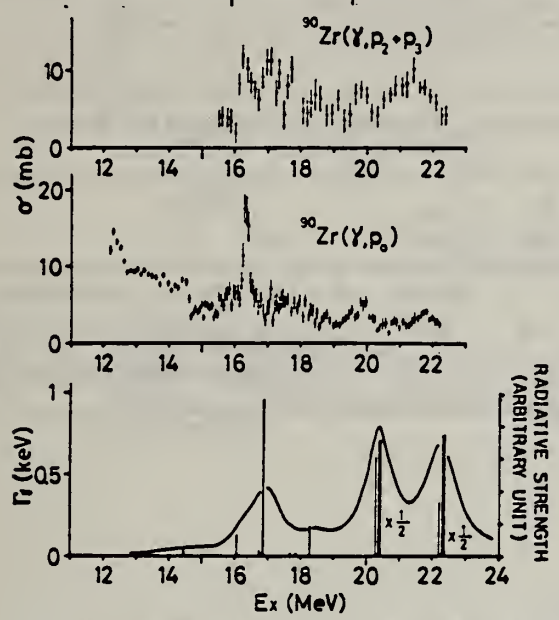 ⁹⁰Zr(γ,p₂+p₃)
10
0
12 14 16 18 20 22
σ (mb)
20
⁹⁰Zr(γ,p₀)
10
0
12 14 16 18 20 22
1
0.5
0
Γγ (keV)
x 1/2
x 1/2
RADIATIVE STRENGTH
(ARBITRARY UNIT)
12 14 16 18 20 22 24
Ex (MeV)